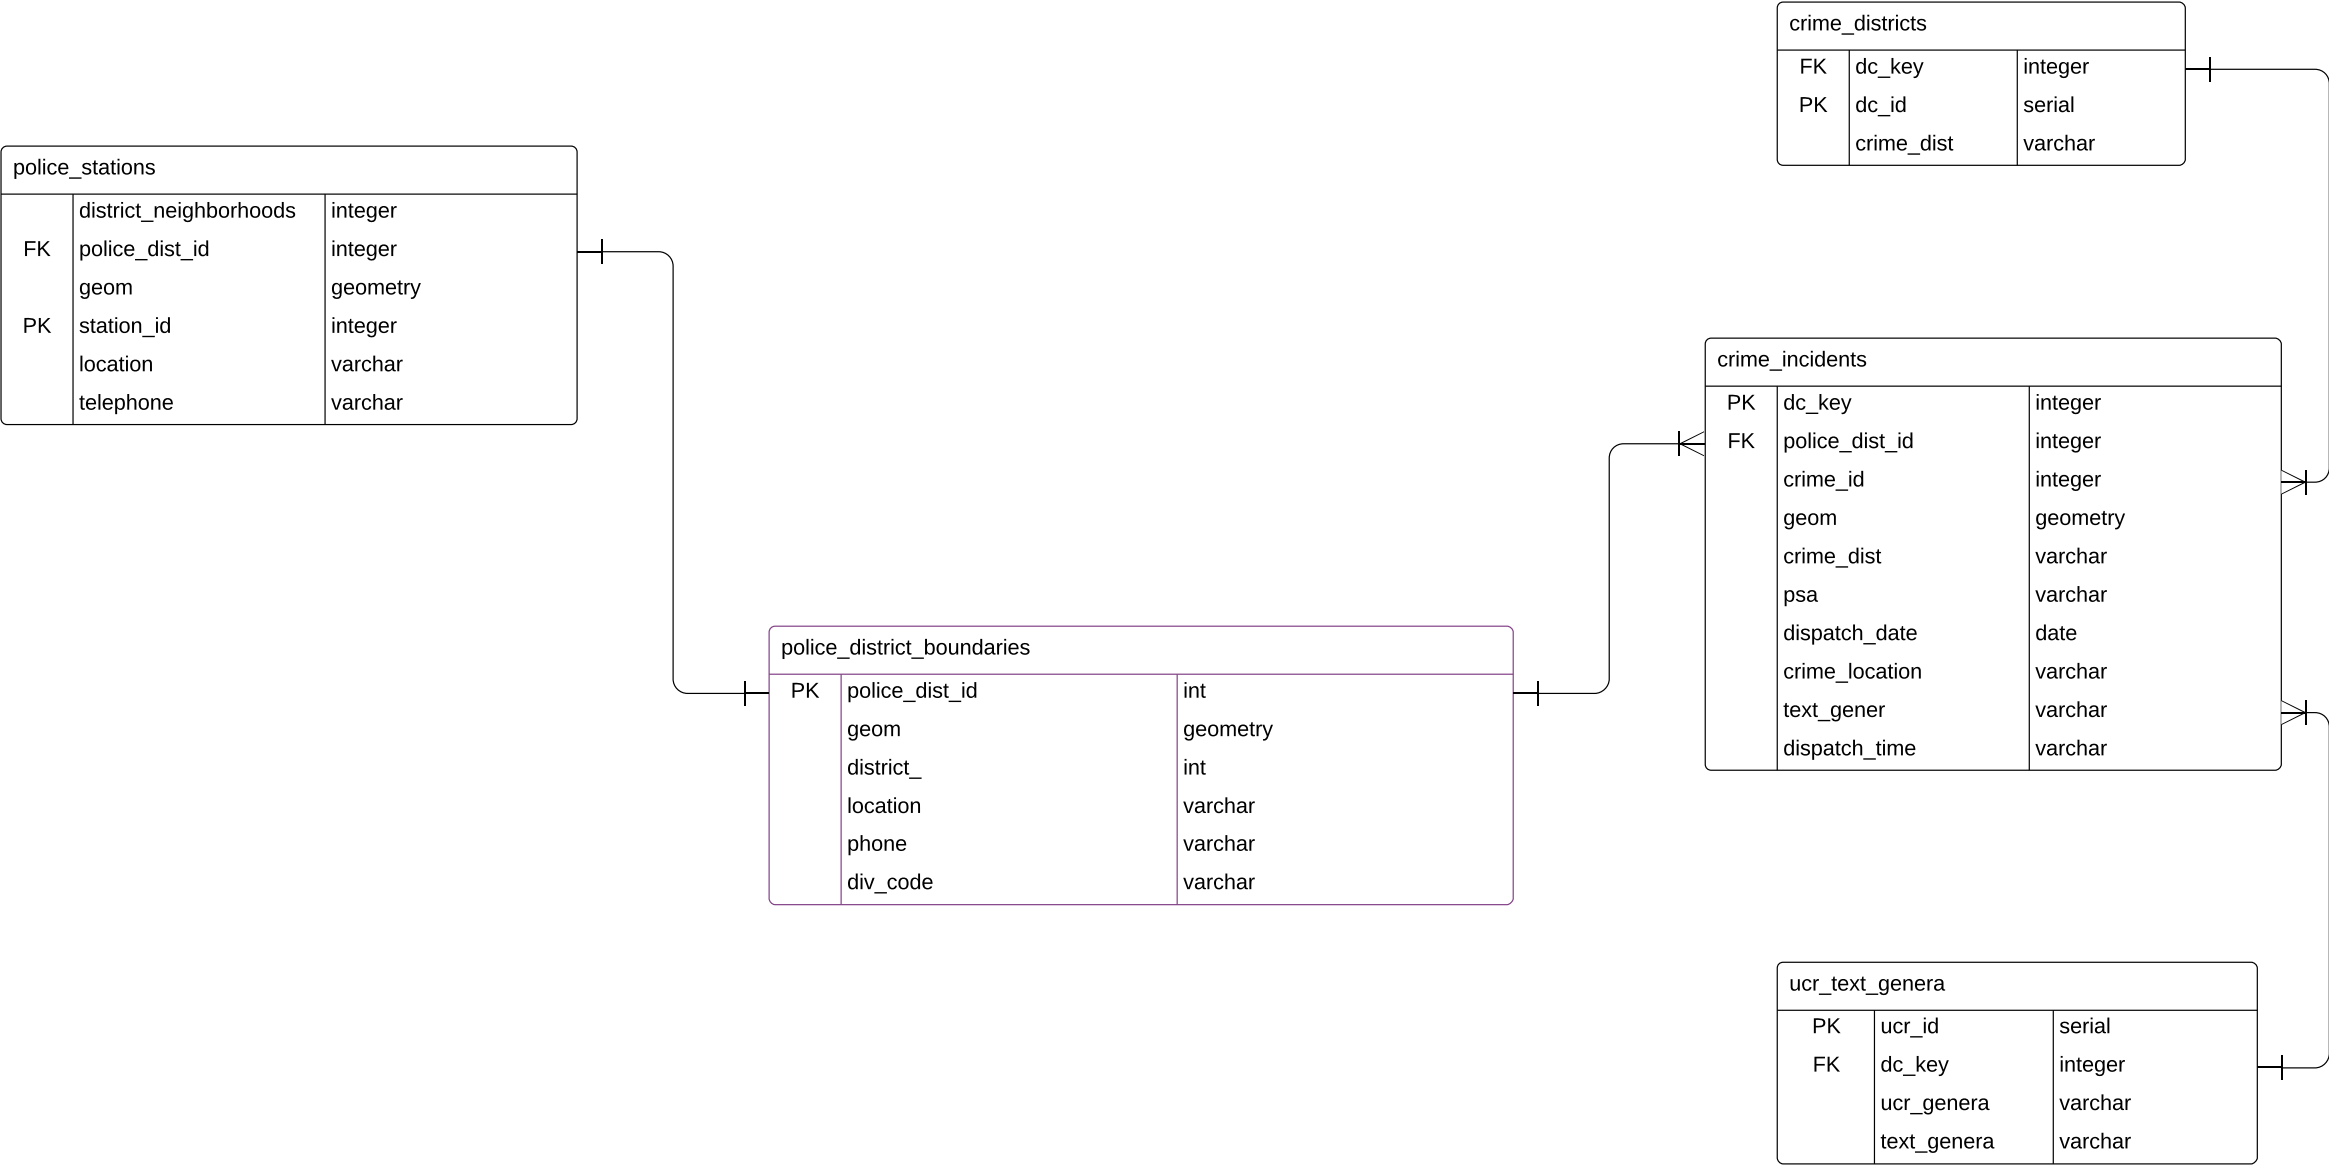 police_stations
district_neighborhoods integer
FK police_dist_id integer
geom geometry
PK station_id integer
location varchar
telephone varchar
police_district_boundaries
PK police_dist_id int
geom geometry
district_ int
location varchar
phone varchar
div_code varchar
crime_districts
FK dc_key integer
PK dc_id serial
crime_dist varchar
crime_incidents
PK dc_key integer
FK police_dist_id integer
crime_id integer
geom geometry
crime_dist varchar
psa varchar
dispatch_date date
crime_location varchar
text_gener varchar
dispatch_time varchar
ucr_text_genera
PK ucr_id serial
FK dc_key integer
ucr_genera varchar
text_genera varchar